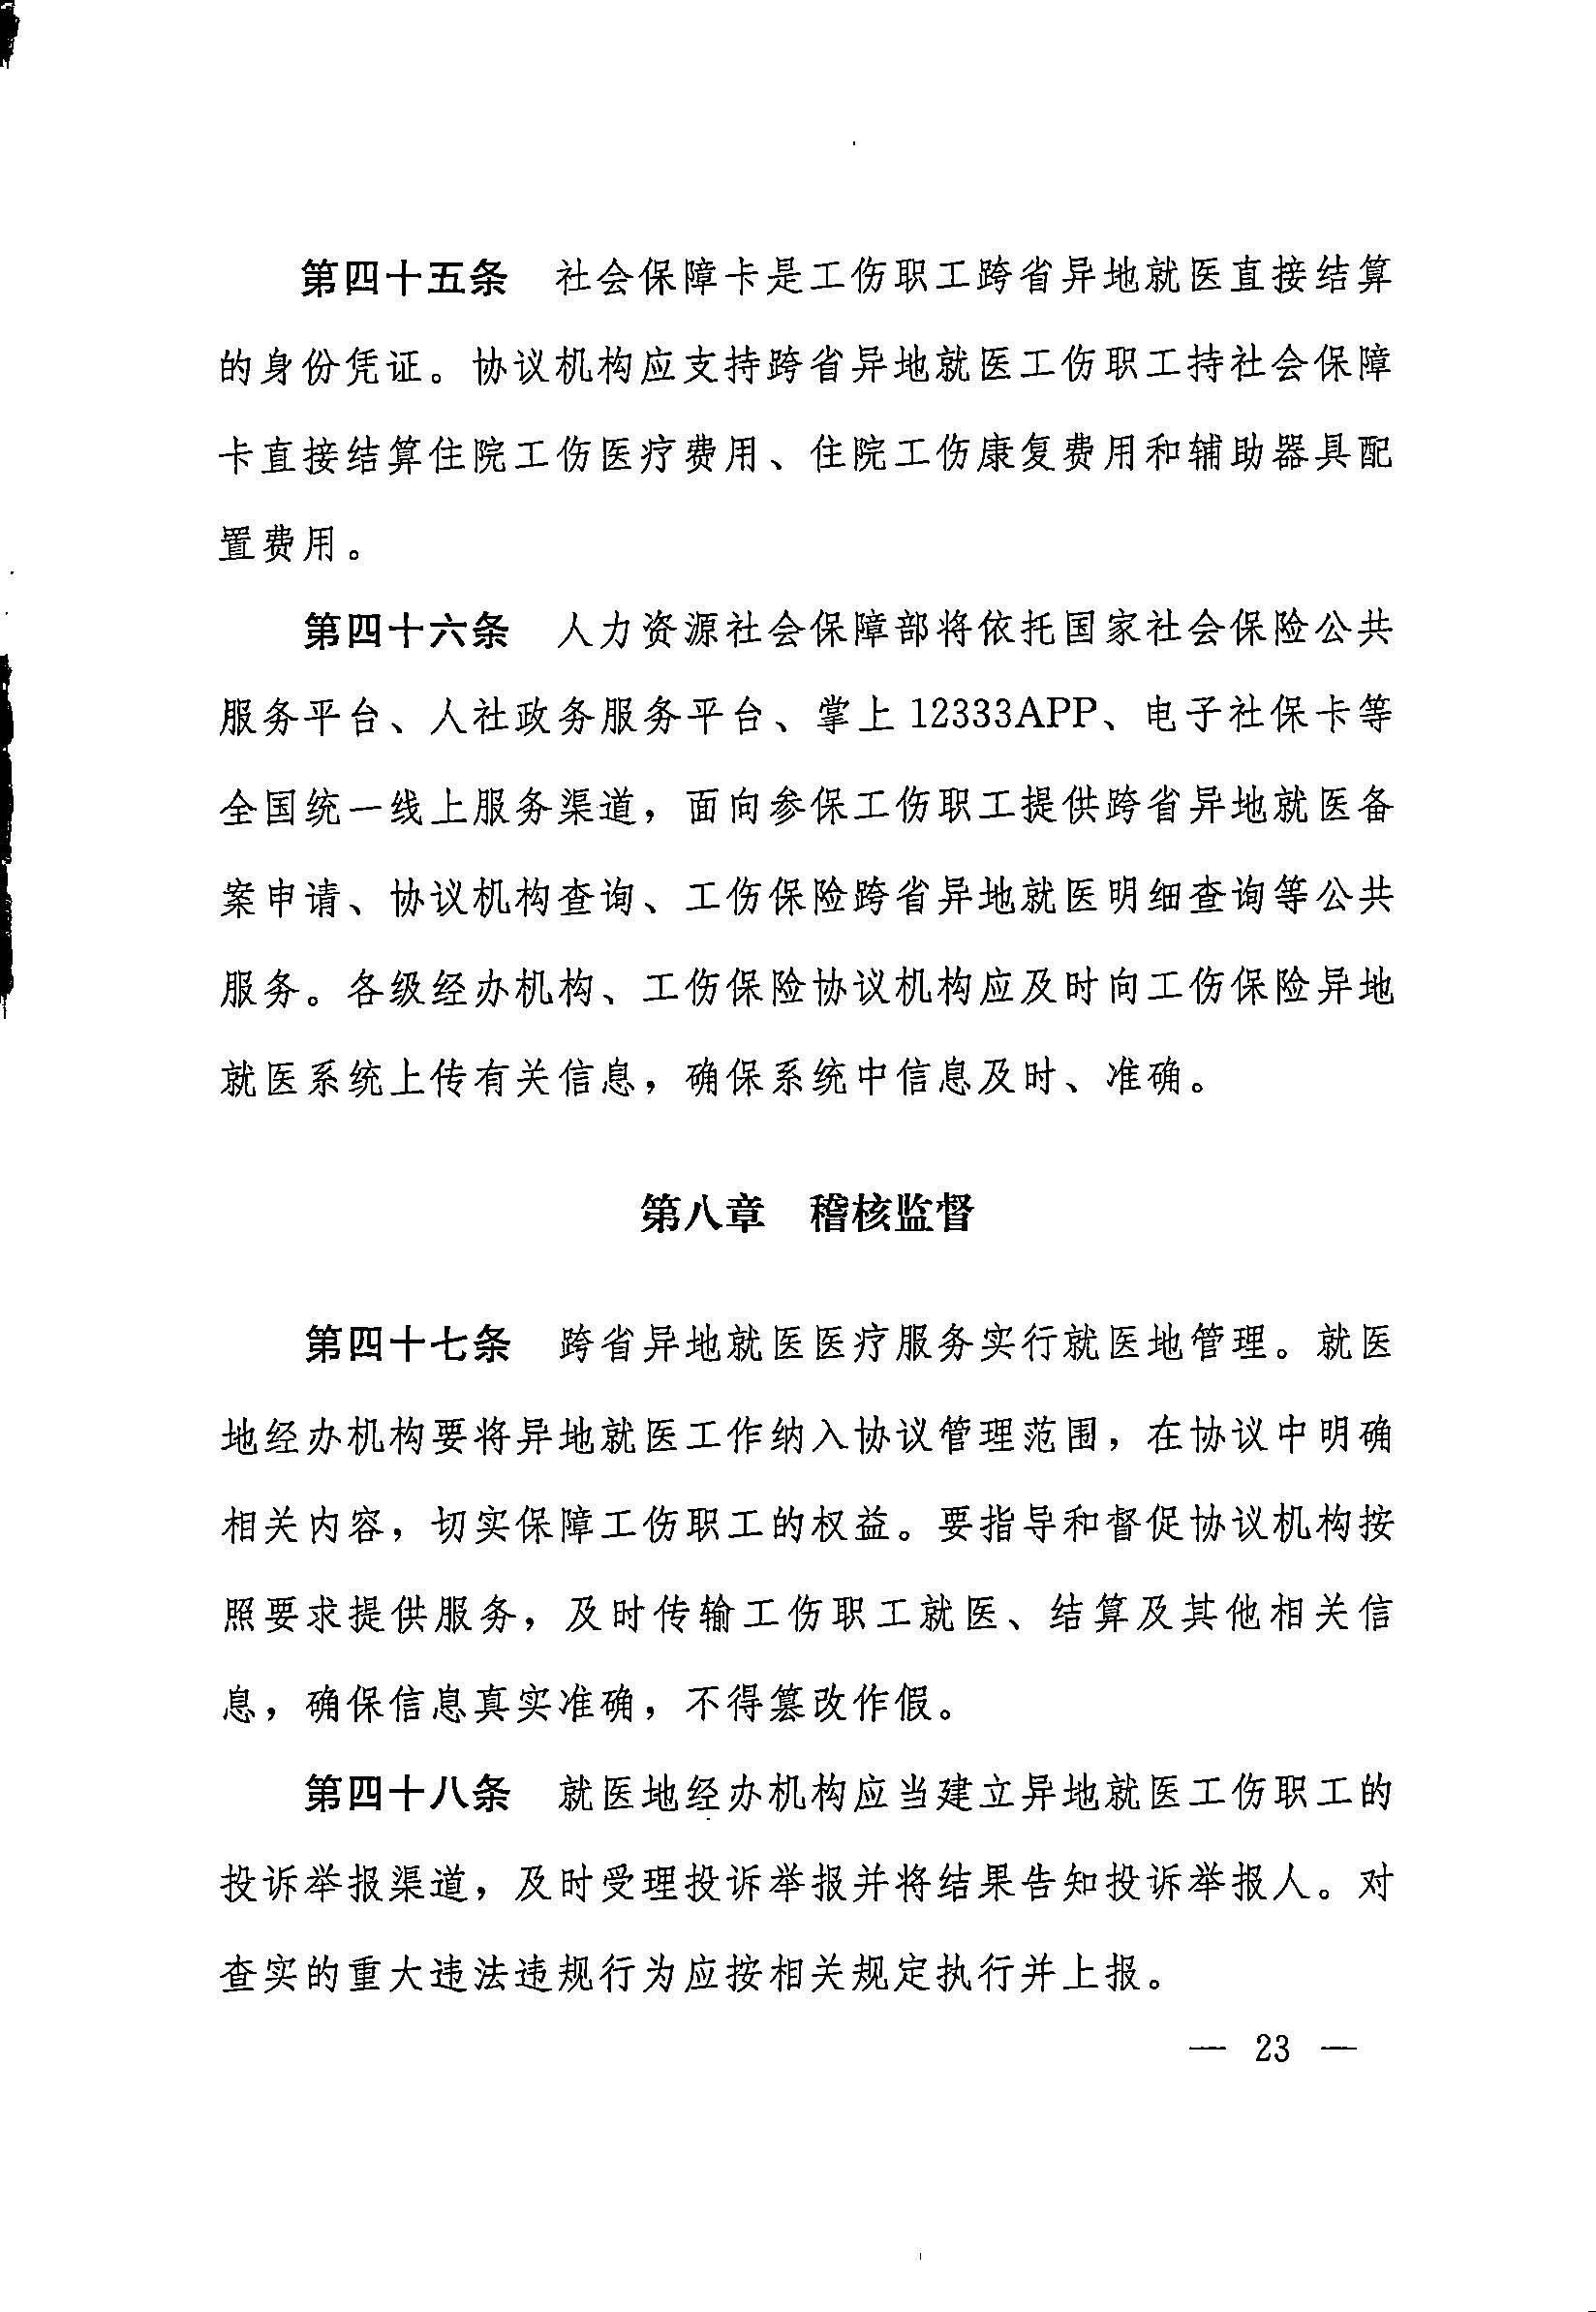 第四十五条 社会保障卡是工伤职工跨省异地就医直接结算
的身份凭证。协议机构应支持跨省异地就医工伤职工持社会保障
卡直接结算住院工伤医疗费用、住院工伤康复费用和辅助器具配
置费用。
第四十六条 人力资源社会保障部将依托国家社会保险公共
服务平台、人社政务服务平台、掌上12333APP、电子社保卡等
全国统一线上服务渠道，面向参保工伤职工提供跨省异地就医备
案申请、协议机构查询、工伤保险跨省异地就医明细查询等公共
服务。各级经办机构、工伤保险协议机构应及时向工伤保险异地
就医系统上传有关信息，确保系统中信息及时、准确。
第八章 稽核监督
第四十七条 跨省异地就医医疗服务实行就医地管理。就医
地经办机构要将异地就医工作纳入协议管理范围，在协议中明确
相关内容，切实保障工伤职工的权益。要指导和督促协议机构按
照要求提供服务，及时传输工伤职工就医、结算及其他相关信
息，确保信息真实准确，不得篡改作假。
第四十八条 就医地经办机构应当建立异地就医工伤职工的
投诉举报渠道，及时受理投诉举报并将结果告知投诉举报人。对
查实的重大违法违规行为应按相关规定执行并上报。
— 23 —